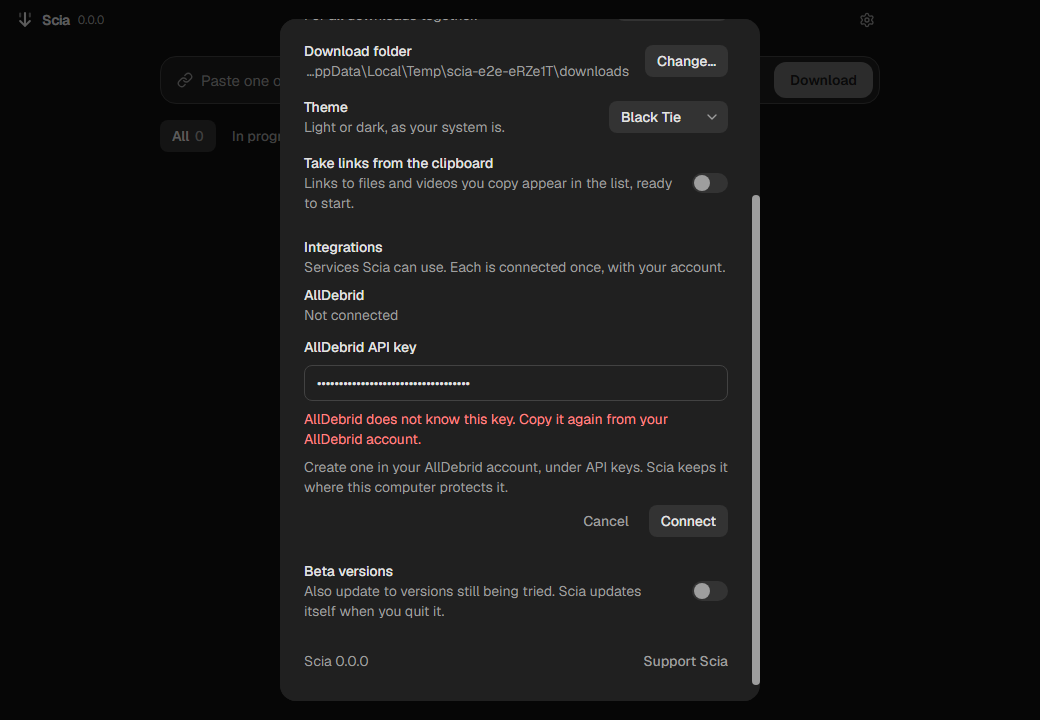 Scia 0.0.0
For all downloads together.
Download folder
…ppData\Local\Temp\scia-e2e-eRZe1T\downloads
Change…
Paste one o
Download
Theme
Light or dark, as your system is.
Black Tie
All 0
In progr
Take links from the clipboard
Links to files and videos you copy appear in the list, ready
to start.
Integrations
Services Scia can use. Each is connected once, with your account.
AllDebrid
Not connected
AllDebrid API key
AllDebrid does not know this key. Copy it again from your
AllDebrid account.
Create one in your AllDebrid account, under API keys. Scia keeps it
where this computer protects it.
Cancel
Connect
Beta versions
Also update to versions still being tried. Scia updates
itself when you quit it.
Scia 0.0.0
Support Scia